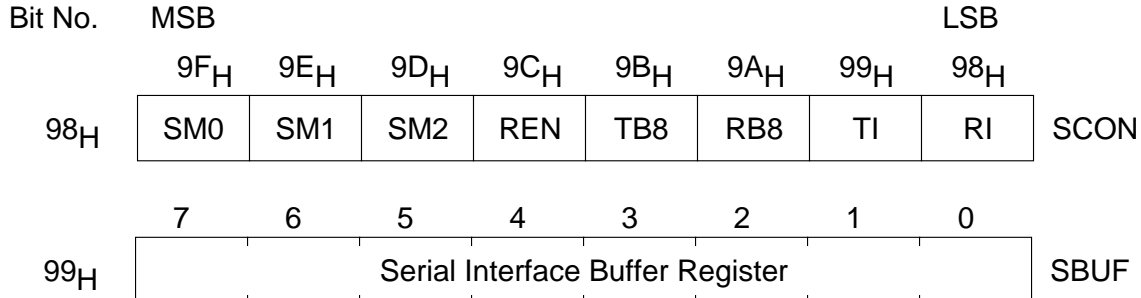 Bit No. MSB LSB
9FH 9EH 9DH 9CH 9BH 9AH 99H 98H
98H SM0 SM1 SM2 REN TB8 RB8 TI RI SCON
7 6 5 4 3 2 1 0
99H Serial Interface Buffer Register SBUF